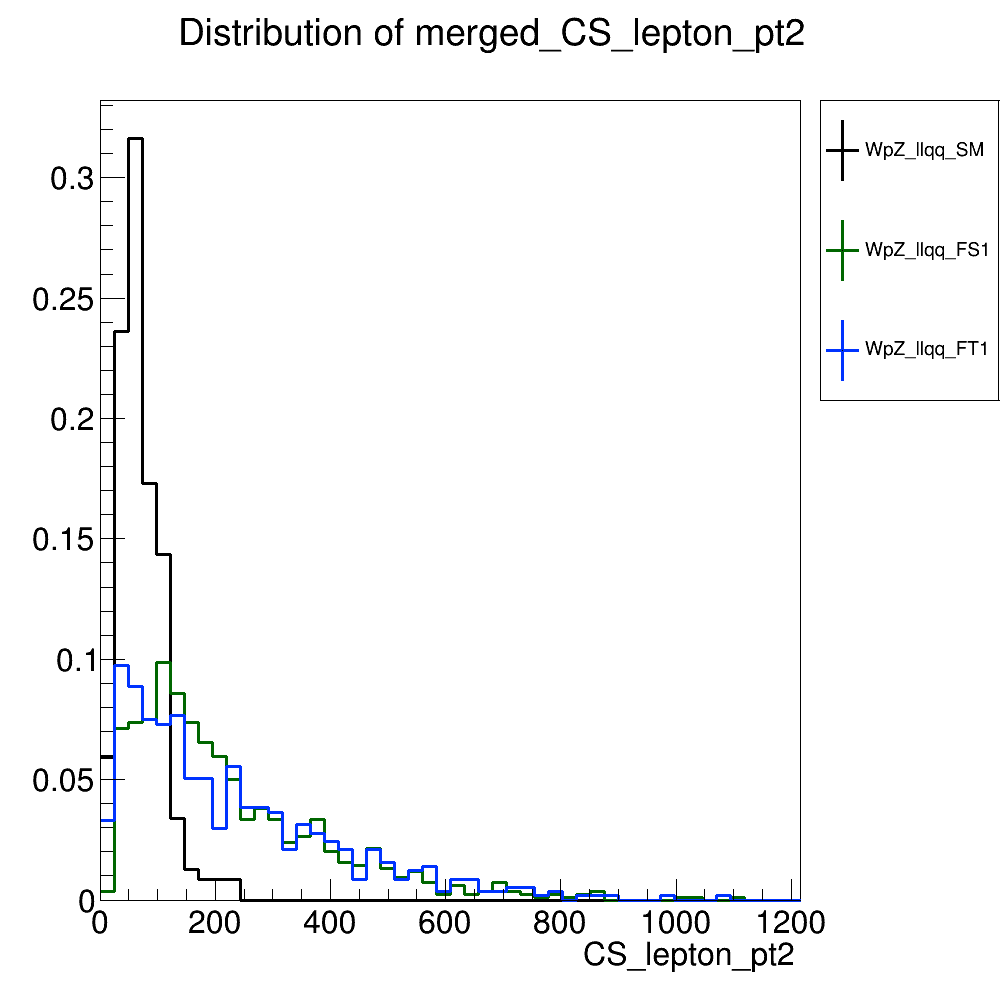 Distribution of merged_CS_lepton_pt2
WpZ_llqq_SM
WpZ_llqq_FS1
WpZ_llqq_FT1
0.3
0.25
0.2
0.15
0.1
0.05
0
0 200 400 600 800 1000 1200
CS_lepton_pt2